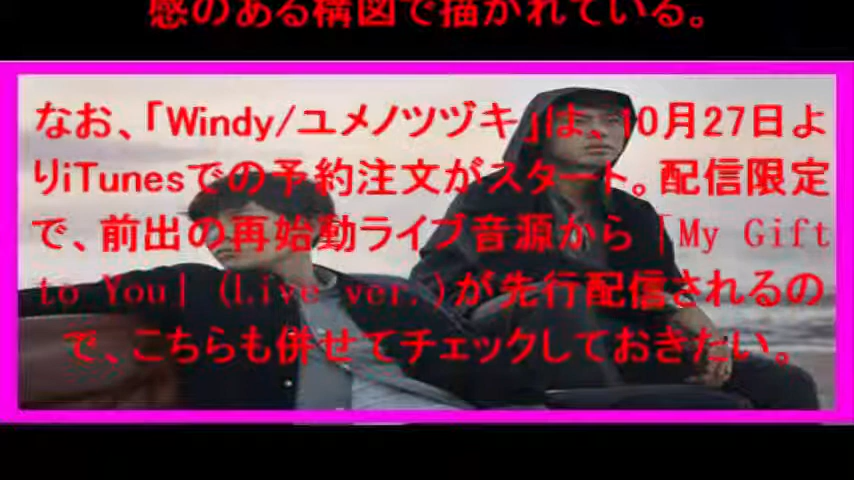 感のある構図で描かれている。
なお、「Windy/ユメノツヅキ」は、10月27日よ
りiTunesでの予約注文がスタート。配信限定
で、前出の再始動ライブ音源から「My Gift
to You」(Live ver.)が先行配信されるの
で、こちらも併せてチェックしておきたい。